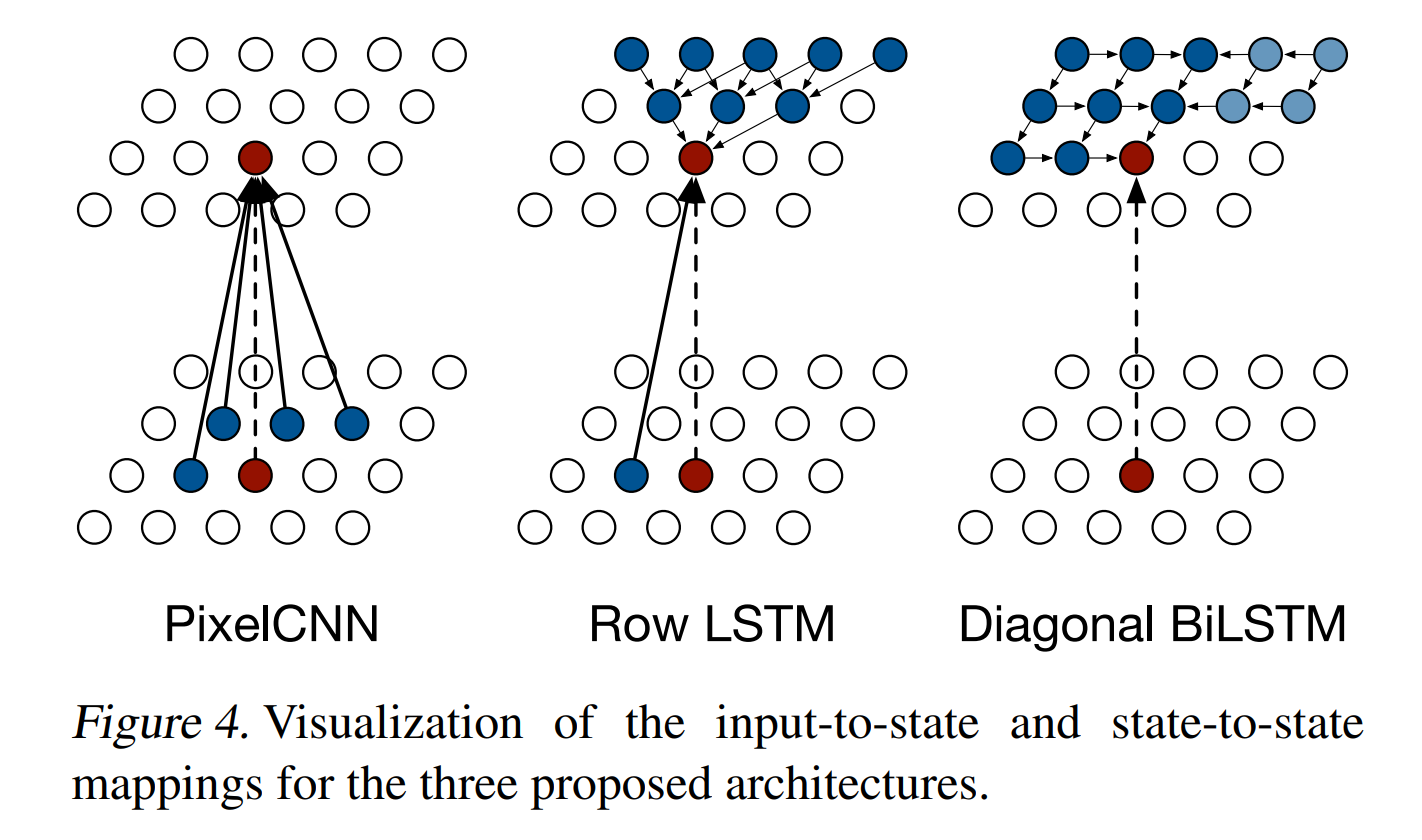 PixelCNN Row LSTM Diagonal BiLSTM
Figure 4. Visualization of the input-to-state and state-to-state
mappings for the three proposed architectures.